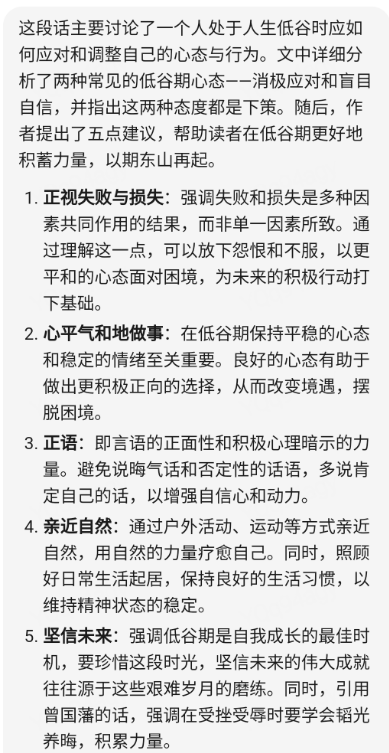 这段话主要讨论了一个人处于人生低谷时应如
何应对和调整自己的心态与行为。文中详细分
析了两种常见的低谷期心态——消极应对和盲目
自信，并指出这两种态度都是下策。随后，作
者提出了五点建议，帮助读者在低谷期更好地
积蓄力量，以期东山再起。
1. 正视失败与损失：强调失败和损失是多种因
素共同作用的结果，而非单一因素所致。通
过理解这一点，可以放下怨恨和不服，以更
平和的心态面对困境，为未来的积极行动打
下基础。
2. 心平气和地做事：在低谷期保持平稳的心态
和稳定的情绪至关重要。良好的心态有助于
做出更积极正向的选择，从而改变境遇，摆
脱困境。
3. 正语：即言语的正面性和积极心理暗示的力
量。避免说晦气话和否定性的话语，多说肯
定自己的话，以增强自信心和动力。
4. 亲近自然：通过户外活动、运动等方式亲近
自然，用自然的力量疗愈自己。同时，照顾
好日常生活起居，保持良好的生活习惯，以
维持精神状态的稳定。
5. 坚信未来：强调低谷期是自我成长的最佳时
机，要珍惜这段时光，坚信未来的伟大成就
往往源于这些艰难岁月的磨练。同时，引用
曾国藩的话，强调在受挫受辱时要学会韬光
养晦，积累力量。